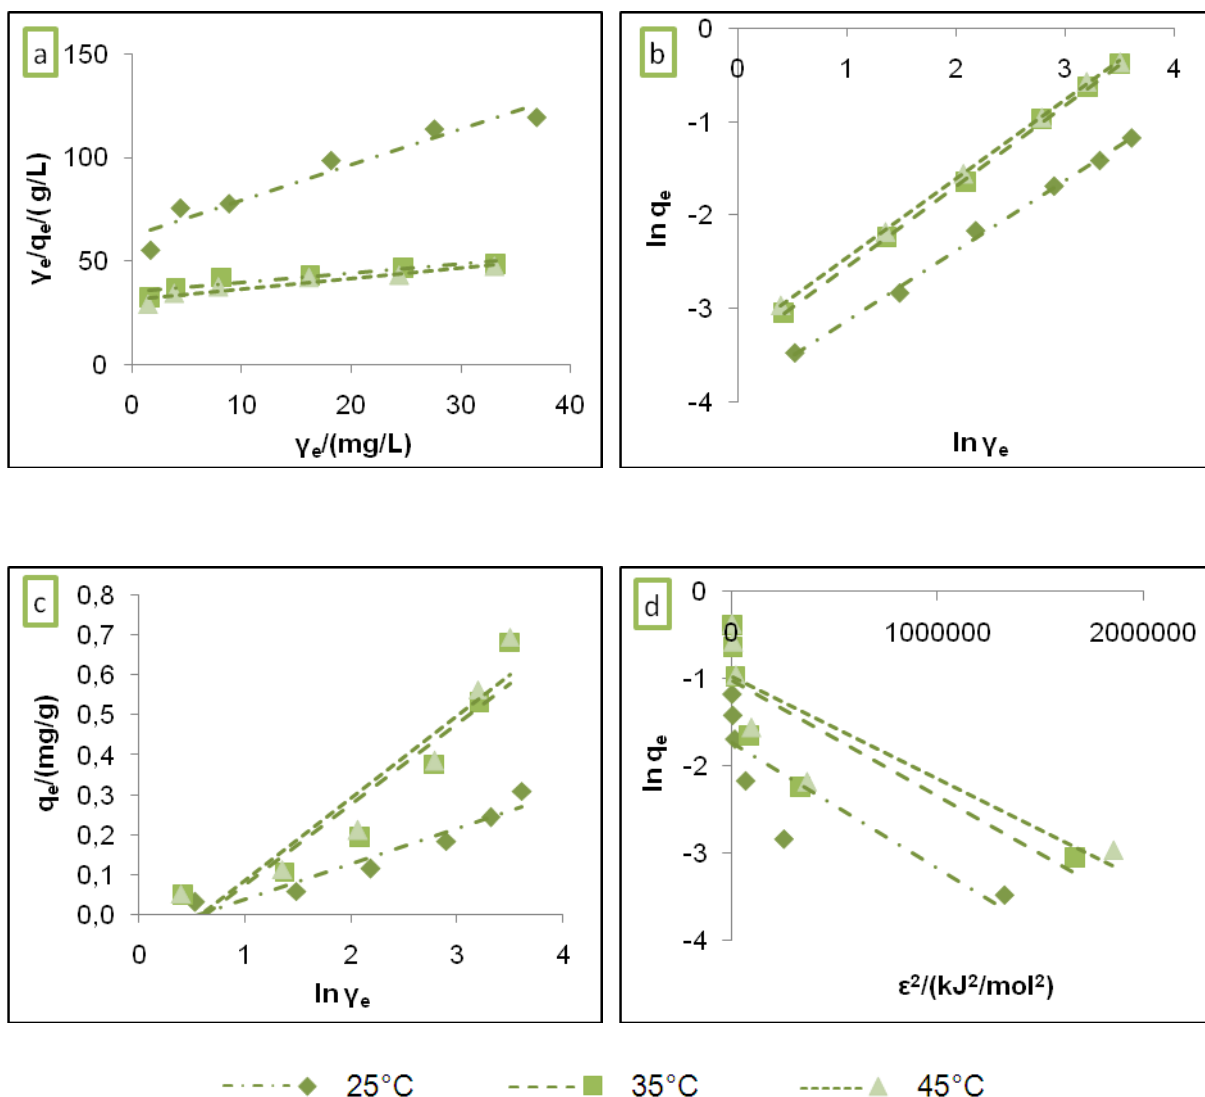 a
150
100
50
0
0 10 20 30 40
γₑ/qₑ/( g/L)
γₑ/(mg/L)
b
0
0 1 2 3 4
-1
-2
-3
-4
ln qₑ
ln γₑ
c
0,8
0,7
0,6
0,5
0,4
0,3
0,2
0,1
0,0
0 1 2 3 4
qₑ/(mg/g)
ln γₑ
d
0
0 1000000 2000000
-1
-2
-3
-4
ln qₑ
ε²/(kJ²/mol²)
25°C 35°C 45°C